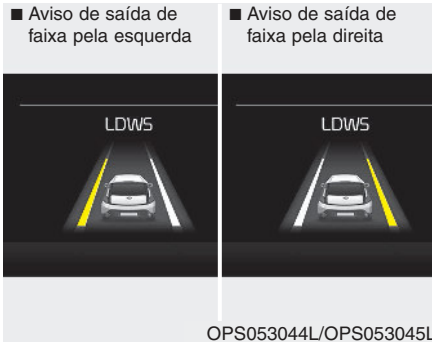 ■ Aviso de saída de
faixa pela esquerda
■ Aviso de saída de
faixa pela direita
LDWS
LDWS
OPS053044L/OPS053045L